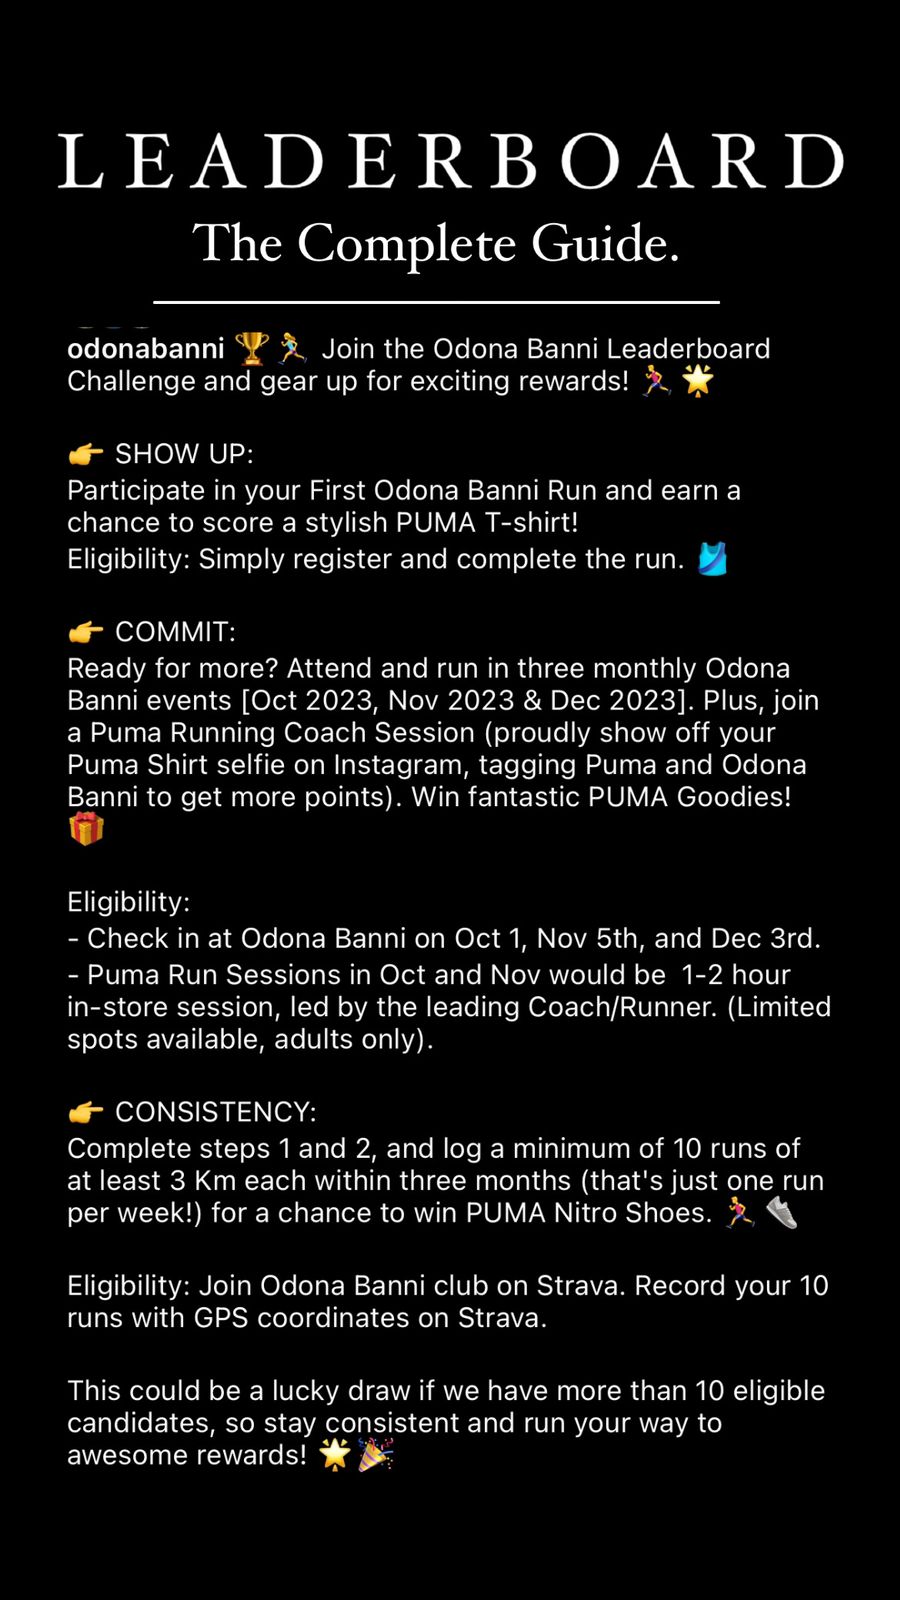 LEADERBOARD
The Complete Guide.
odonabanni 🏆🏃‍♀️ Join the Odona Banni Leaderboard
Challenge and gear up for exciting rewards! 🏃🌟
👉 SHOW UP:
Participate in your First Odona Banni Run and earn a
chance to score a stylish PUMA T-shirt!
Eligibility: Simply register and complete the run. 🎽
👉 COMMIT:
Ready for more? Attend and run in three monthly Odona
Banni events [Oct 2023, Nov 2023 & Dec 2023]. Plus, join
a Puma Running Coach Session (proudly show off your
Puma Shirt selfie on Instagram, tagging Puma and Odona
Banni to get more points). Win fantastic PUMA Goodies!
🎁
Eligibility:
- Check in at Odona Banni on Oct 1, Nov 5th, and Dec 3rd.
- Puma Run Sessions in Oct and Nov would be  1-2 hour
in-store session, led by the leading Coach/Runner. (Limited
spots available, adults only).
👉 CONSISTENCY:
Complete steps 1 and 2, and log a minimum of 10 runs of
at least 3 Km each within three months (that's just one run
per week!) for a chance to win PUMA Nitro Shoes. 🏃👟
Eligibility: Join Odona Banni club on Strava. Record your 10
runs with GPS coordinates on Strava.
This could be a lucky draw if we have more than 10 eligible
candidates, so stay consistent and run your way to
awesome rewards! 🌟🎉